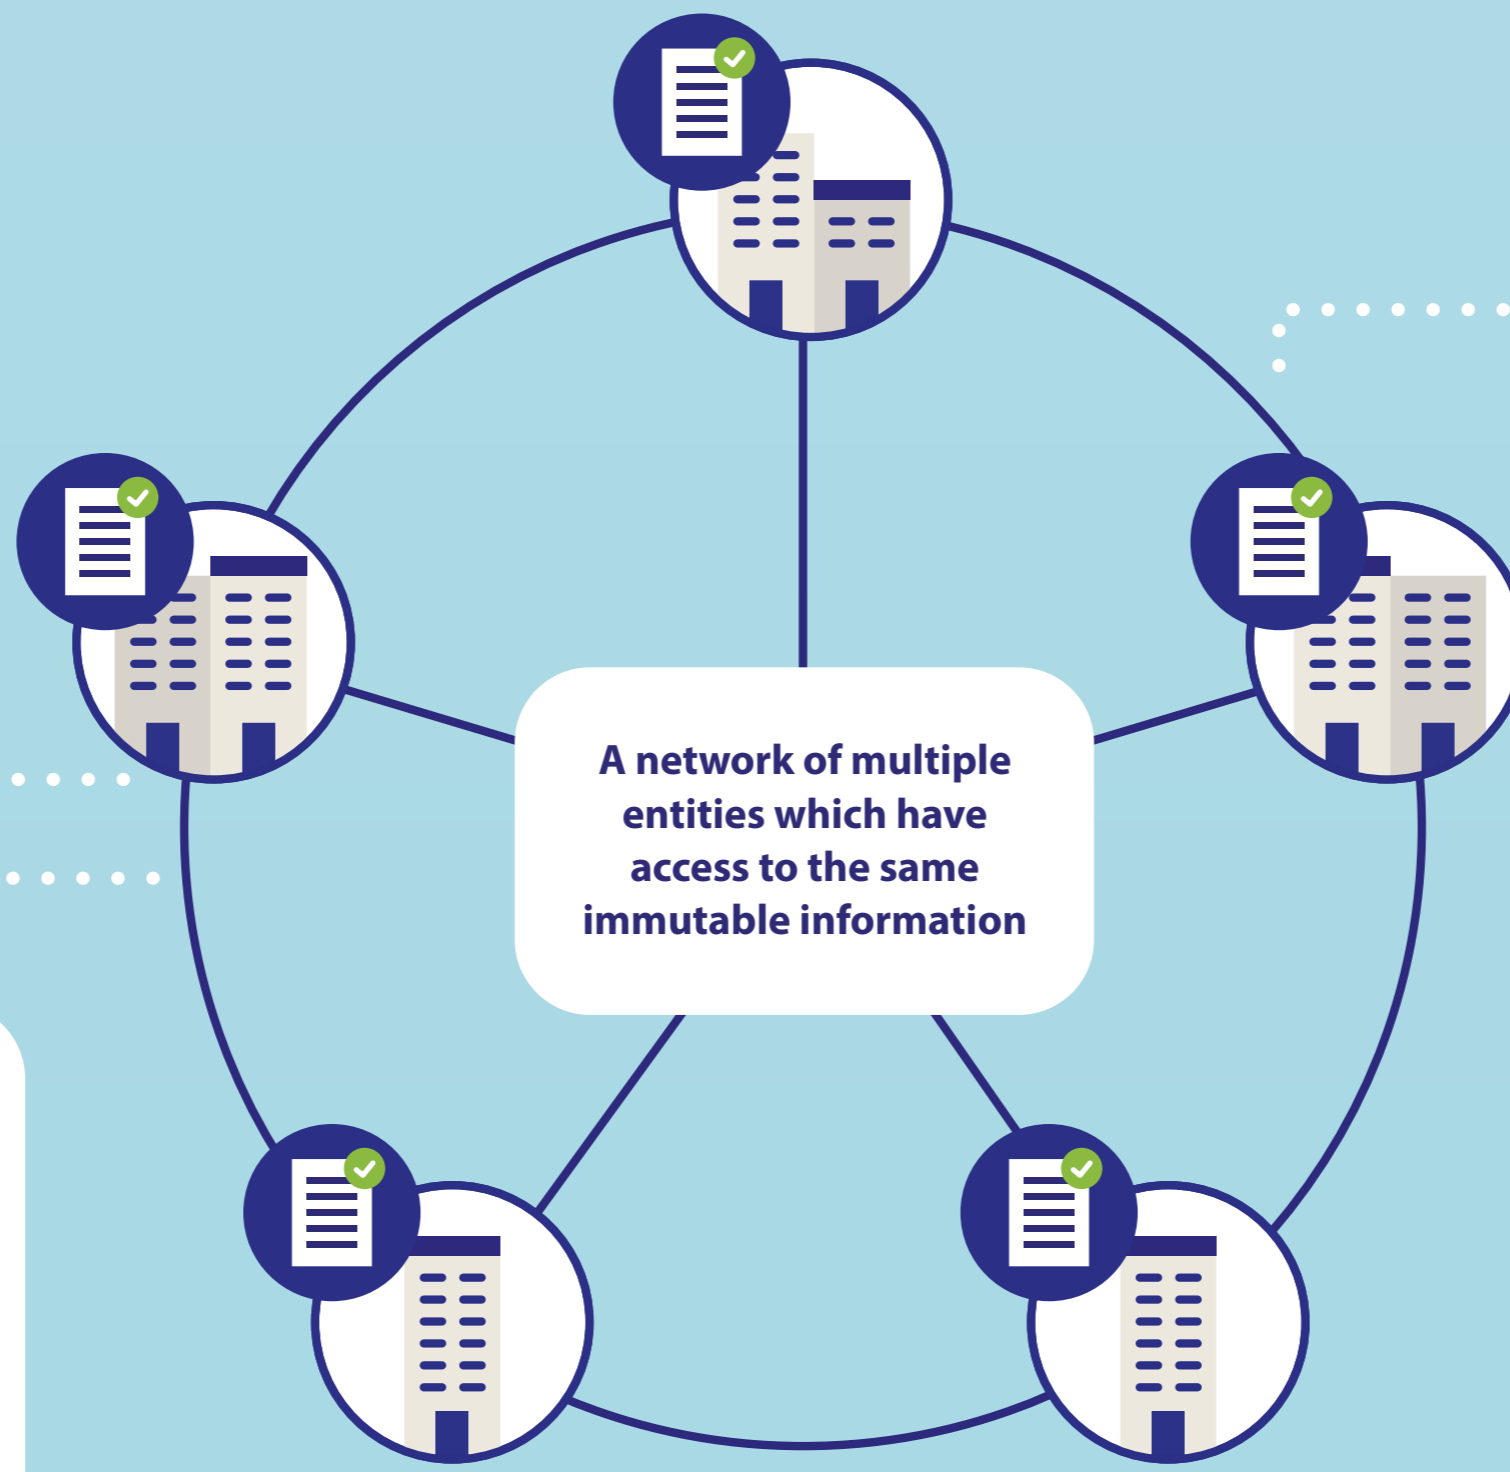 A network of multiple
entities which have
access to the same
immutable information